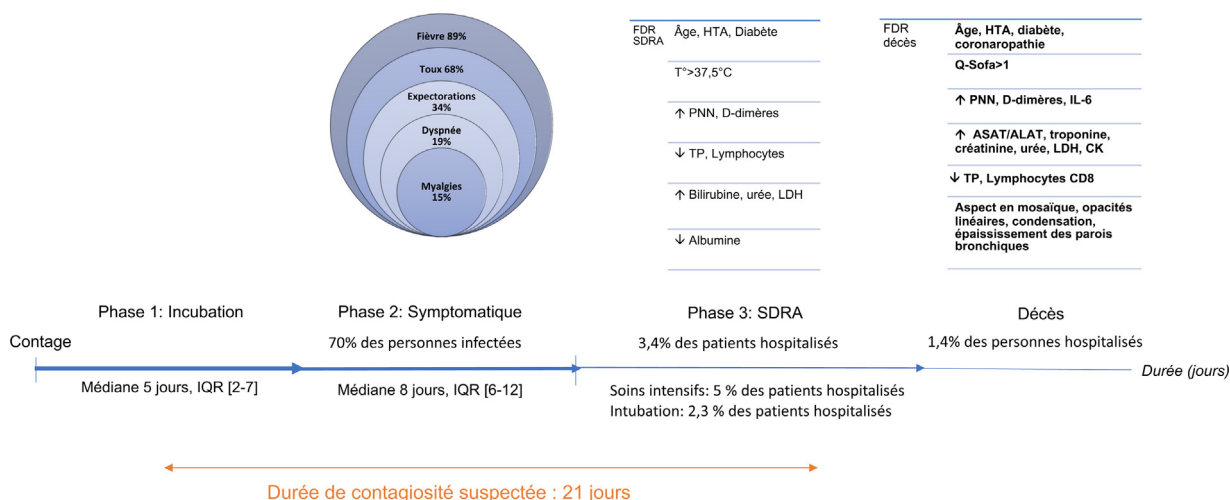 Fièvre 89%
Toux 68%
Expectorations
34%
Dyspnée
19%
Myalgies
15%
FDR
SDRA
Âge, HTA, Diabète
T°>37,5°C
↑ PNN, D-dimères
↓ TP, Lymphocytes
↑ Bilirubine, urée, LDH
↓ Albumine
FDR
décès
Âge, HTA, diabète,
coronaropathie
Q-Sofa>1
↑ PNN, D-dimères, IL-6
↑ ASAT/ALAT, troponine,
créatinine, urée, LDH, CK
↓ TP, Lymphocytes CD8
Aspect en mosaïque, opacités
linéaires, condensation,
épaississement des parois
bronchiques
Phase 1: Incubation
Phase 2: Symptomatique
Phase 3: SDRA
Décès
Contage
70% des personnes infectées
3,4% des patients hospitalisés
1,4% des personnes hospitalisés
Durée (jours)
Médiane 5 jours, IQR [2-7]
Médiane 8 jours, IQR [6-12]
Soins intensifs: 5 % des patients hospitalisés
Intubation: 2,3 % des patients hospitalisés
Durée de contagiosité suspectée : 21 jours